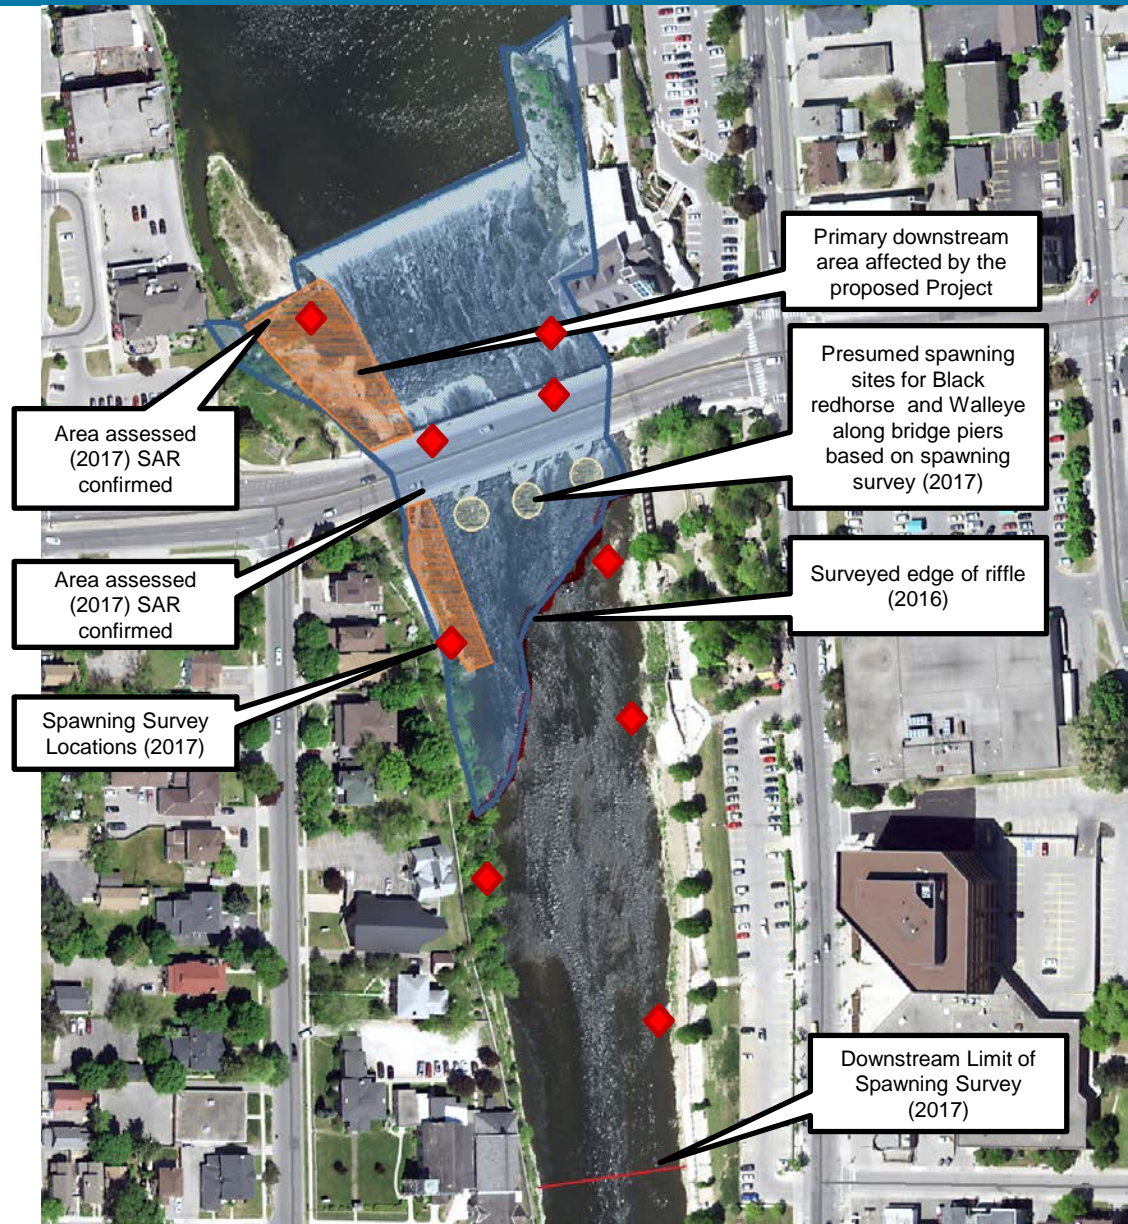 Primary downstream
area affected by the
proposed Project
Presumed spawning
sites for Black
redhorse and Walleye
along bridge piers
based on spawning
survey (2017)
Area assessed
(2017) SAR
confirmed
Area assessed
(2017) SAR
confirmed
Surveyed edge of riffle
(2016)
Spawning Survey
Locations (2017)
Downstream Limit of
Spawning Survey
(2017)